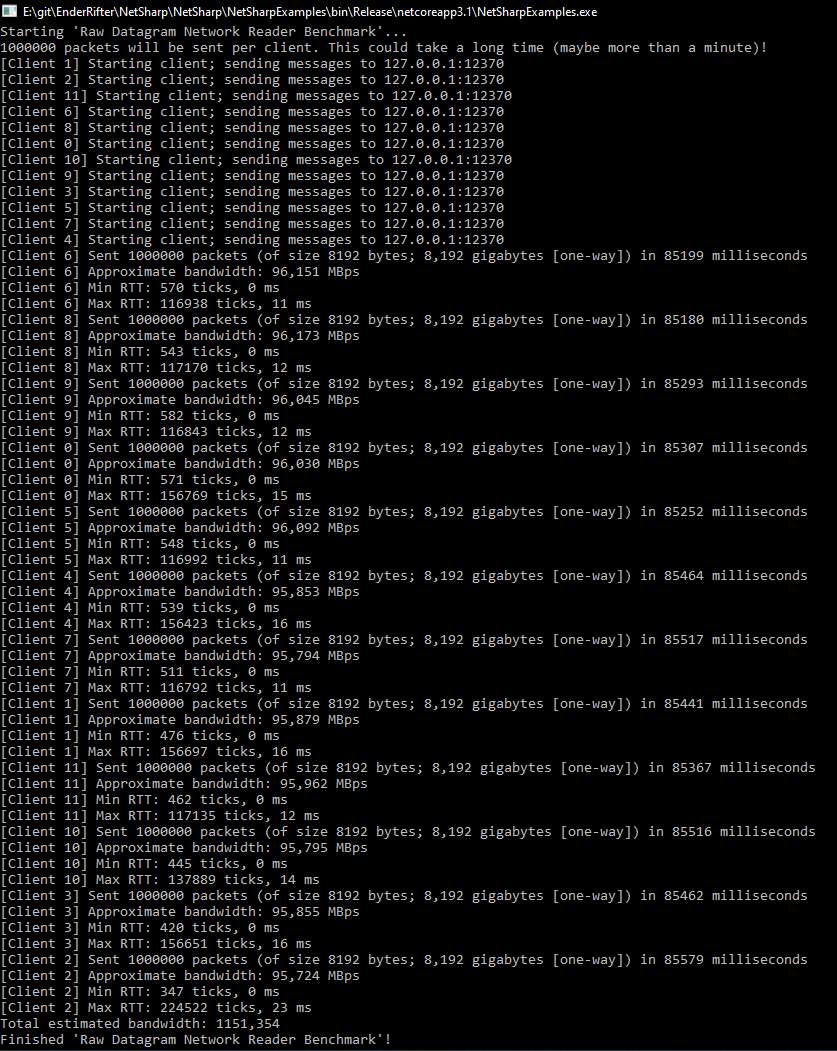 E:\git\EnderRifter\NetSharp\NetSharp\NetSharpExamples\bin\Release\netcoreapp3.1\NetSharpExamples.exe
Starting 'Raw Datagram Network Reader Benchmark'...
1000000 packets will be sent per client. This could take a long time (maybe more than a minute)!
[Client 1] Starting client; sending messages to 127.0.0.1:12370
[Client 2] Starting client; sending messages to 127.0.0.1:12370
[Client 11] Starting client; sending messages to 127.0.0.1:12370
[Client 6] Starting client; sending messages to 127.0.0.1:12370
[Client 8] Starting client; sending messages to 127.0.0.1:12370
[Client 0] Starting client; sending messages to 127.0.0.1:12370
[Client 10] Starting client; sending messages to 127.0.0.1:12370
[Client 9] Starting client; sending messages to 127.0.0.1:12370
[Client 3] Starting client; sending messages to 127.0.0.1:12370
[Client 5] Starting client; sending messages to 127.0.0.1:12370
[Client 7] Starting client; sending messages to 127.0.0.1:12370
[Client 4] Starting client; sending messages to 127.0.0.1:12370
[Client 6] Sent 1000000 packets (of size 8192 bytes; 8,192 gigabytes [one-way]) in 85199 milliseconds
[Client 6] Approximate bandwidth: 96,151 MBps
[Client 6] Min RTT: 570 ticks, 0 ms
[Client 6] Max RTT: 116938 ticks, 11 ms
[Client 8] Sent 1000000 packets (of size 8192 bytes; 8,192 gigabytes [one-way]) in 85180 milliseconds
[Client 8] Approximate bandwidth: 96,173 MBps
[Client 8] Min RTT: 543 ticks, 0 ms
[Client 8] Max RTT: 117170 ticks, 12 ms
[Client 9] Sent 1000000 packets (of size 8192 bytes; 8,192 gigabytes [one-way]) in 85293 milliseconds
[Client 9] Approximate bandwidth: 96,045 MBps
[Client 9] Min RTT: 582 ticks, 0 ms
[Client 9] Max RTT: 116843 ticks, 12 ms
[Client 0] Sent 1000000 packets (of size 8192 bytes; 8,192 gigabytes [one-way]) in 85307 milliseconds
[Client 0] Approximate bandwidth: 96,030 MBps
[Client 0] Min RTT: 571 ticks, 0 ms
[Client 0] Max RTT: 156769 ticks, 15 ms
[Client 5] Sent 1000000 packets (of size 8192 bytes; 8,192 gigabytes [one-way]) in 85252 milliseconds
[Client 5] Approximate bandwidth: 96,092 MBps
[Client 5] Min RTT: 548 ticks, 0 ms
[Client 5] Max RTT: 116992 ticks, 11 ms
[Client 4] Sent 1000000 packets (of size 8192 bytes; 8,192 gigabytes [one-way]) in 85464 milliseconds
[Client 4] Approximate bandwidth: 95,853 MBps
[Client 4] Min RTT: 539 ticks, 0 ms
[Client 4] Max RTT: 156423 ticks, 16 ms
[Client 7] Sent 1000000 packets (of size 8192 bytes; 8,192 gigabytes [one-way]) in 85517 milliseconds
[Client 7] Approximate bandwidth: 95,794 MBps
[Client 7] Min RTT: 511 ticks, 0 ms
[Client 7] Max RTT: 116792 ticks, 11 ms
[Client 1] Sent 1000000 packets (of size 8192 bytes; 8,192 gigabytes [one-way]) in 85441 milliseconds
[Client 1] Approximate bandwidth: 95,879 MBps
[Client 1] Min RTT: 476 ticks, 0 ms
[Client 1] Max RTT: 156697 ticks, 16 ms
[Client 11] Sent 1000000 packets (of size 8192 bytes; 8,192 gigabytes [one-way]) in 85367 milliseconds
[Client 11] Approximate bandwidth: 95,962 MBps
[Client 11] Min RTT: 462 ticks, 0 ms
[Client 11] Max RTT: 117135 ticks, 12 ms
[Client 10] Sent 1000000 packets (of size 8192 bytes; 8,192 gigabytes [one-way]) in 85516 milliseconds
[Client 10] Approximate bandwidth: 95,795 MBps
[Client 10] Min RTT: 445 ticks, 0 ms
[Client 10] Max RTT: 137889 ticks, 14 ms
[Client 3] Sent 1000000 packets (of size 8192 bytes; 8,192 gigabytes [one-way]) in 85462 milliseconds
[Client 3] Approximate bandwidth: 95,855 MBps
[Client 3] Min RTT: 420 ticks, 0 ms
[Client 3] Max RTT: 156651 ticks, 16 ms
[Client 2] Sent 1000000 packets (of size 8192 bytes; 8,192 gigabytes [one-way]) in 85579 milliseconds
[Client 2] Approximate bandwidth: 95,724 MBps
[Client 2] Min RTT: 347 ticks, 0 ms
[Client 2] Max RTT: 224522 ticks, 23 ms
Total estimated bandwidth: 1151,354
Finished 'Raw Datagram Network Reader Benchmark'!